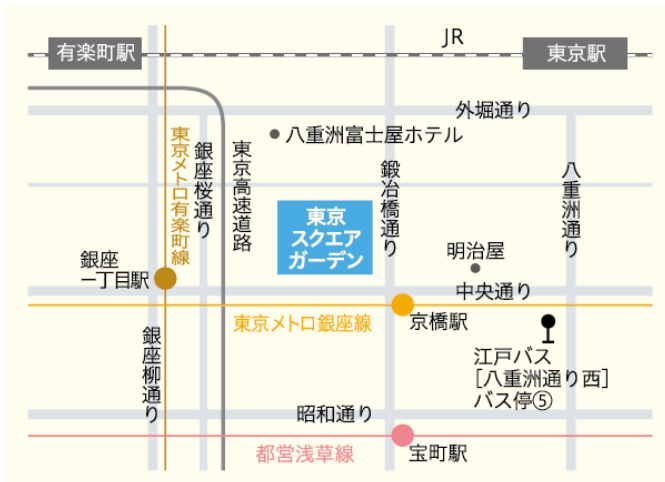 JR
有楽町駅
東京駅
外堀通り
八重洲富士屋ホテル
東京メトロ有楽町線
銀座桜通り
東京高速道路
鍛冶橋通り
八重洲通り
東京
スクエア
ガーデン
明治屋
銀座
一丁目駅
中央通り
東京メトロ銀座線
京橋駅
銀座柳通り
江戸バス
［八重洲通り西］
バス停⑤
昭和通り
都営浅草線
宝町駅